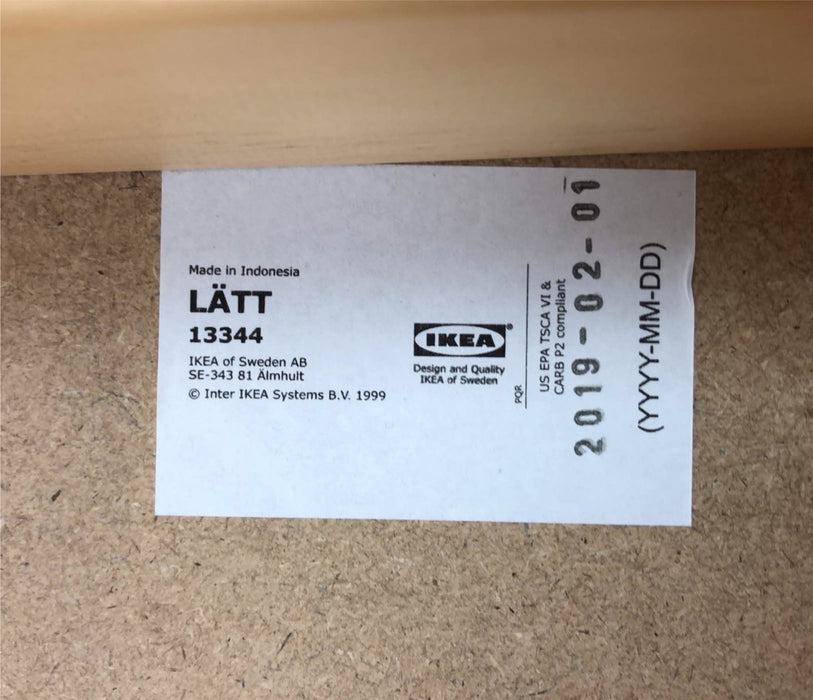 Made in Indonesia
LÄTT
13344
IKEA of Sweden AB
SE-343 81 Älmhult
© Inter IKEA Systems B.V. 1999
IKEA®
Design and Quality
IKEA of Sweden
PQR
US EPA TSCA VI &
CARB P2 compliant
2019-02-01
(YYYY-MM-DD)